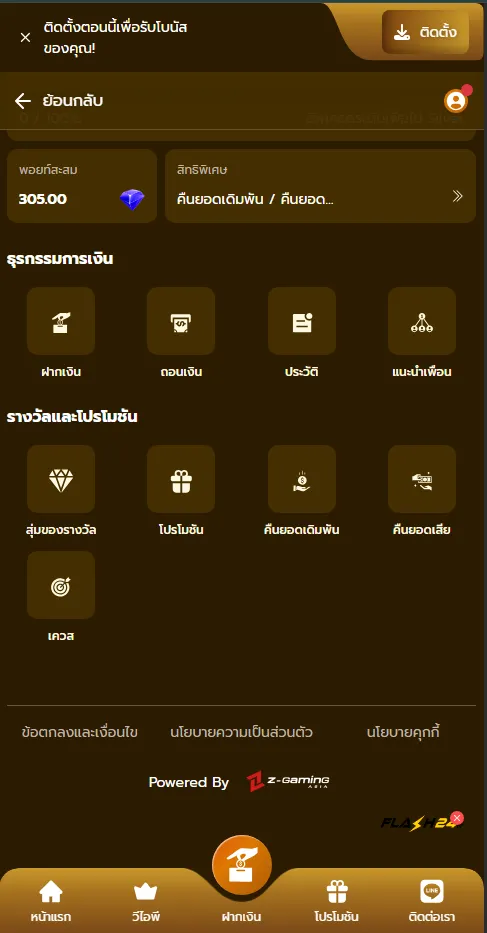 ติดตั้งตอนนี้เพื่อรับโบนัส
ของคุณ!
ติดตั้ง
ย้อนกลับ
พอยท์สะสม
305.00
สิทธิพิเศษ
คืนยอดเดิมพัน / คืนยอด...
ธุรกรรมการเงิน
ฝากเงิน
ถอนเงิน
ประวัติ
แนะนำเพื่อน
รางวัลและโปรโมชัน
สุ่มของรางวัล
โปรโมชัน
คืนยอดเดิมพัน
คืนยอดเสีย
เควส
ข้อตกลงและเงื่อนไข
นโยบายความเป็นส่วนตัว
นโยบายคุกกี้
Powered By
Z-GAMING
ASIA
FLASH24
หน้าแรก
วีไอพี
ฝากเงิน
โปรโมชัน
LINE
ติดต่อเรา